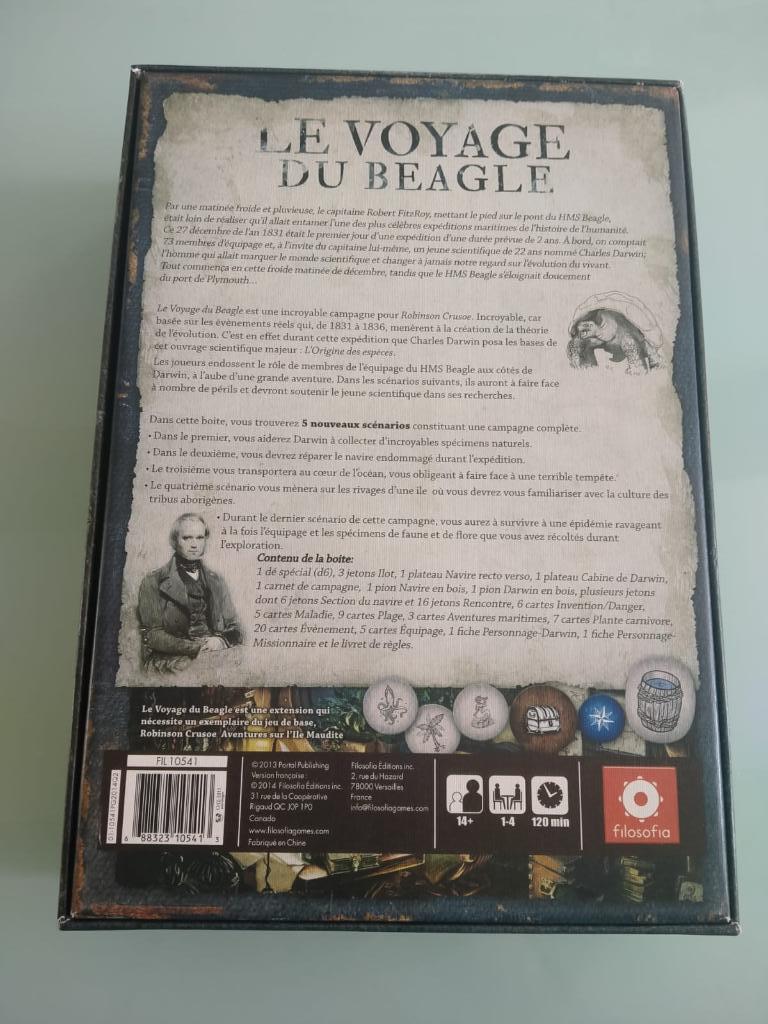 LE VOYAGE
DU BEAGLE
Par une matinée froide et pluvieuse, le capitaine Robert FitzRoy, mettant le pied sur le pont du HMS Beagle,
était loin de réaliser qu'il allait entamer l'une des plus célèbres expéditions maritimes de l'histoire de l'humanité.
Ce 27 décembre de l'an 1831 était le premier jour d'une expédition d'une durée prévue de 2 ans. À bord, on comptait
73 membres d'équipage et, à l'invite du capitaine lui-même, un jeune scientifique de 22 ans nommé Charles Darwin;
l'homme qui allait marquer le monde scientifique et changer à jamais notre regard sur l'évolution du vivant.
Tout commença en cette froide matinée de décembre, tandis que le HMS Beagle s'éloignait doucement
du port de Plymouth...
Le Voyage du Beagle est une incroyable campagne pour Robinson Crusoe. Incroyable, car
basée sur les évènements réels qui, de 1831 à 1836, menèrent à la création de la théorie
de l'évolution. C'est en effet durant cette expédition que Charles Darwin posa les bases de
cet ouvrage scientifique majeur : L'Origine des espèces.
Les joueurs endossent le rôle de membres de l'équipage du HMS Beagle aux côtés de
Darwin, à l'aube d'une grande aventure. Dans les scénarios suivants, ils auront à faire face
à nombre de périls et devront soutenir le jeune scientifique dans ses recherches.
Dans cette boite, vous trouverez 5 nouveaux scénarios constituant une campagne complète.
• Dans le premier, vous aiderez Darwin à collecter d'incroyables spécimens naturels.
• Dans le deuxième, vous devrez réparer le navire endommagé durant l'expédition.
• Le troisième vous transportera au cœur de l'océan, vous obligeant à faire face à une terrible tempête.
• Le quatrième scénario vous mènera sur les rivages d'une île où vous devrez vous familiariser avec la culture des
tribus aborigènes.
• Durant le dernier scénario de cette campagne, vous aurez à survivre à une épidémie ravageant
à la fois l'équipage et les spécimens de faune et de flore que vous avez récoltés durant
l'exploration.
Contenu de la boite:
1 dé spécial (d6), 3 jetons Ilot, 1 plateau Navire recto verso, 1 plateau Cabine de Darwin,
1 carnet de campagne, 1 pion Navire en bois, 1 pion Darwin en bois, plusieurs jetons
dont 6 jetons Section du navire et 16 jetons Rencontre, 6 cartes Invention/Danger,
5 cartes Maladie, 9 cartes Plage, 3 cartes Aventures maritimes, 7 cartes Plante carnivore,
20 cartes Évènement, 5 cartes Équipage, 1 fiche Personnage-Darwin, 1 fiche Personnage-
Missionnaire et le livret de règles.
Le Voyage du Beagle est une extension qui
nécessite un exemplaire du jeu de base,
Robinson Crusoe Aventures sur l'Ile Maudite
FIL10541
01-10541PG2014Q2
6 88323 10541 3
© 2013 Portal Publishing
Version française :
© 2014 Filosofia Éditions inc.
31 rue de la Coopérative
Rigaud QC J0P 1P0
Canada
www.filosofiagames.com
Fabriqué en Chine
Filosofia Éditions inc.
2, rue du Hazard
78000 Versailles
France
info@filosofiagames.com
14+
1-4
120 min
filosofia